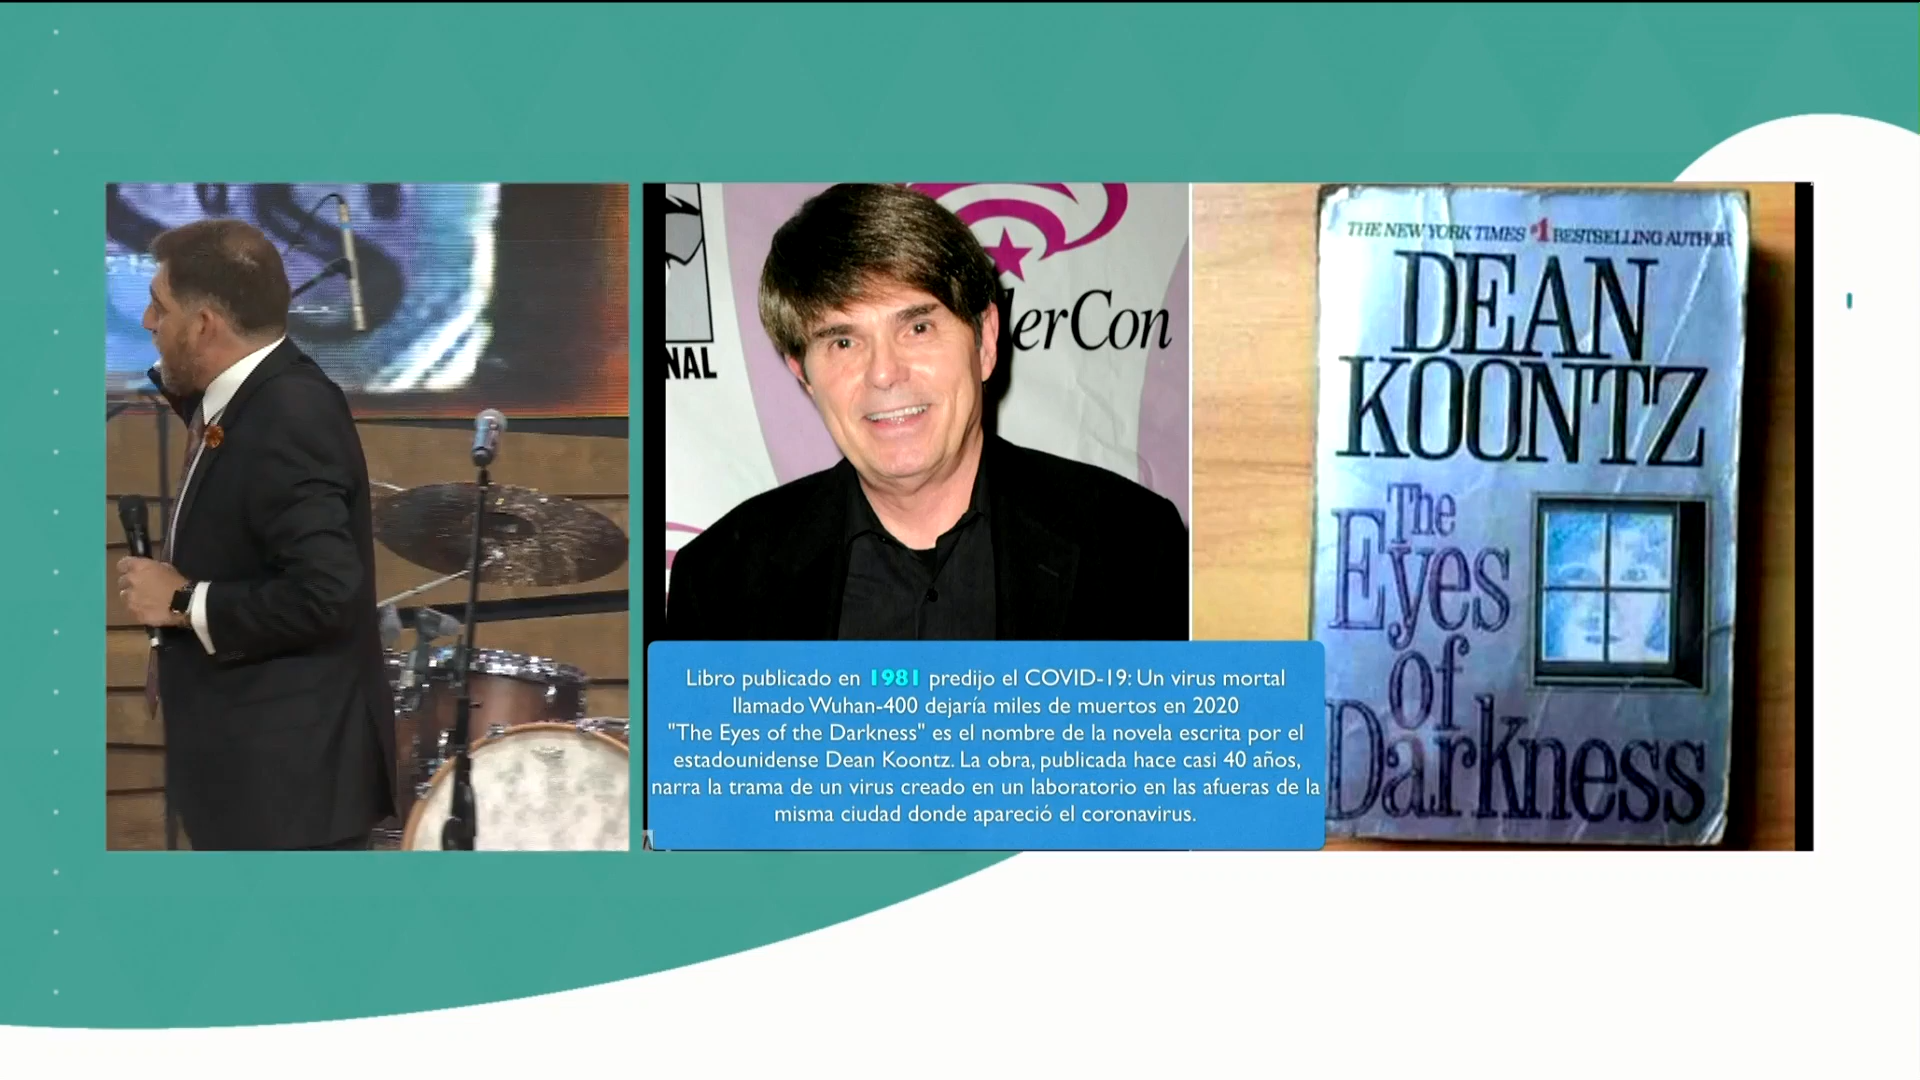 NAL
derCon
THE NEW YORK TIMES #1 BESTSELLING AUTHOR
DEAN
KOONTZ
The
Eyes
of
Darkness
Libro publicado en 1981 predijo el COVID-19: Un virus mortal
llamado Wuhan-400 dejaría miles de muertos en 2020
"The Eyes of the Darkness" es el nombre de la novela escrita por el
estadounidense Dean Koontz. La obra, publicada hace casi 40 años,
narra la trama de un virus creado en un laboratorio en las afueras de la
misma ciudad donde apareció el coronavirus.